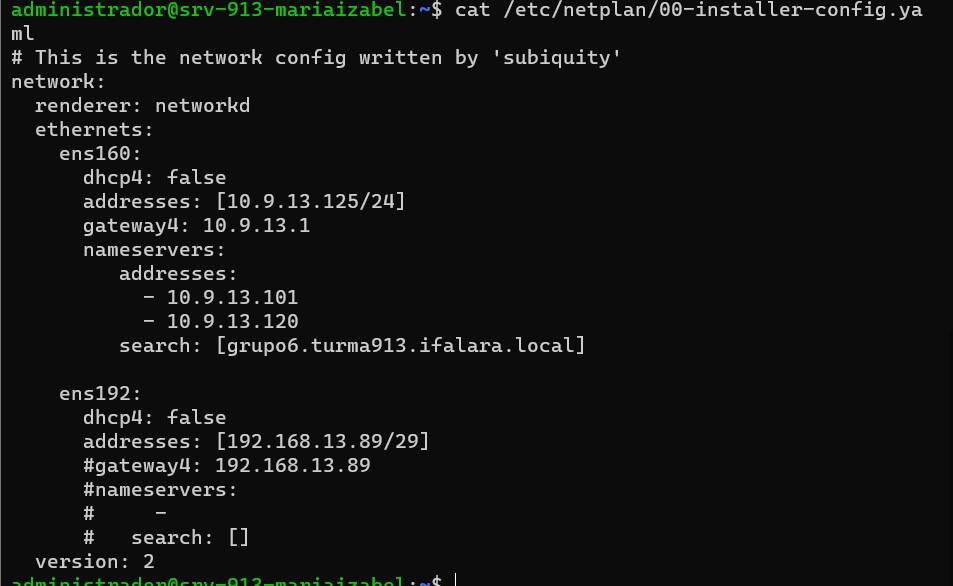 administrador@srv-913-mariaizabel:~$ cat /etc/netplan/00-installer-config.ya
ml
# This is the network config written by 'subiquity'
network:
  renderer: networkd
  ethernets:
    ens160:
      dhcp4: false
      addresses: [10.9.13.125/24]
      gateway4: 10.9.13.1
      nameservers:
         addresses:
           - 10.9.13.101
           - 10.9.13.120
         search: [grupo6.turma913.ifalara.local]

    ens192:
      dhcp4: false
      addresses: [192.168.13.89/29]
      #gateway4: 192.168.13.89
      #nameservers:
      #     -
      #   search: []
  version: 2
administrador@srv-913-mariaizabel:~$